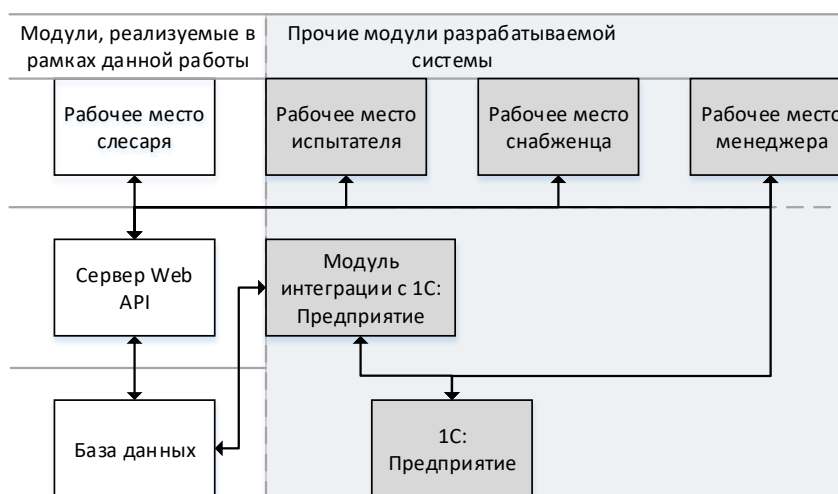 Модули, реализуемые в
рамках данной работы
Прочие модули разрабатываемой
системы
Рабочее место
слесаря
Рабочее место
испытателя
Рабочее место
снабженца
Рабочее место
менеджера
Сервер Web
API
Модуль
интеграции с 1С:
Предприятие
База данных
1С:
Предприятие